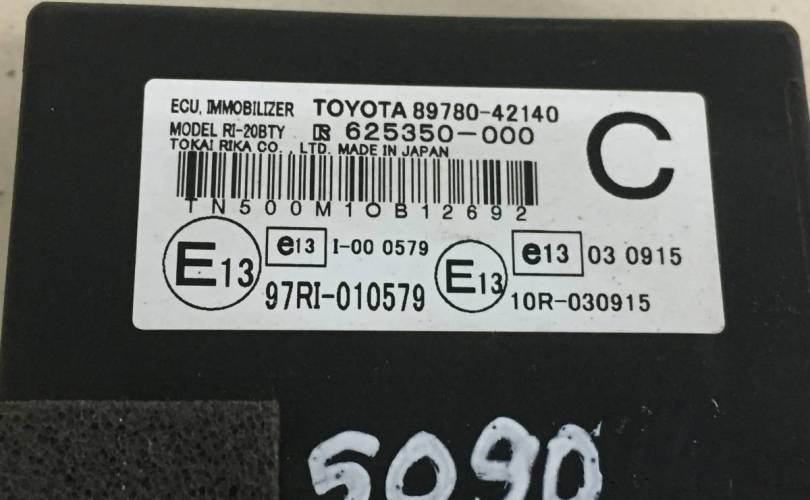 ECU, IMMOBILIZER TOYOTA 89780-42140
MODEL RI-20BTY 625350-000
TOKAI RIKA CO., LTD. MADE IN JAPAN
C
TN500M10B12692
E13 e13 I-00 0579
97RI-010579
E13 e13 03 0915
10R-030915
5090